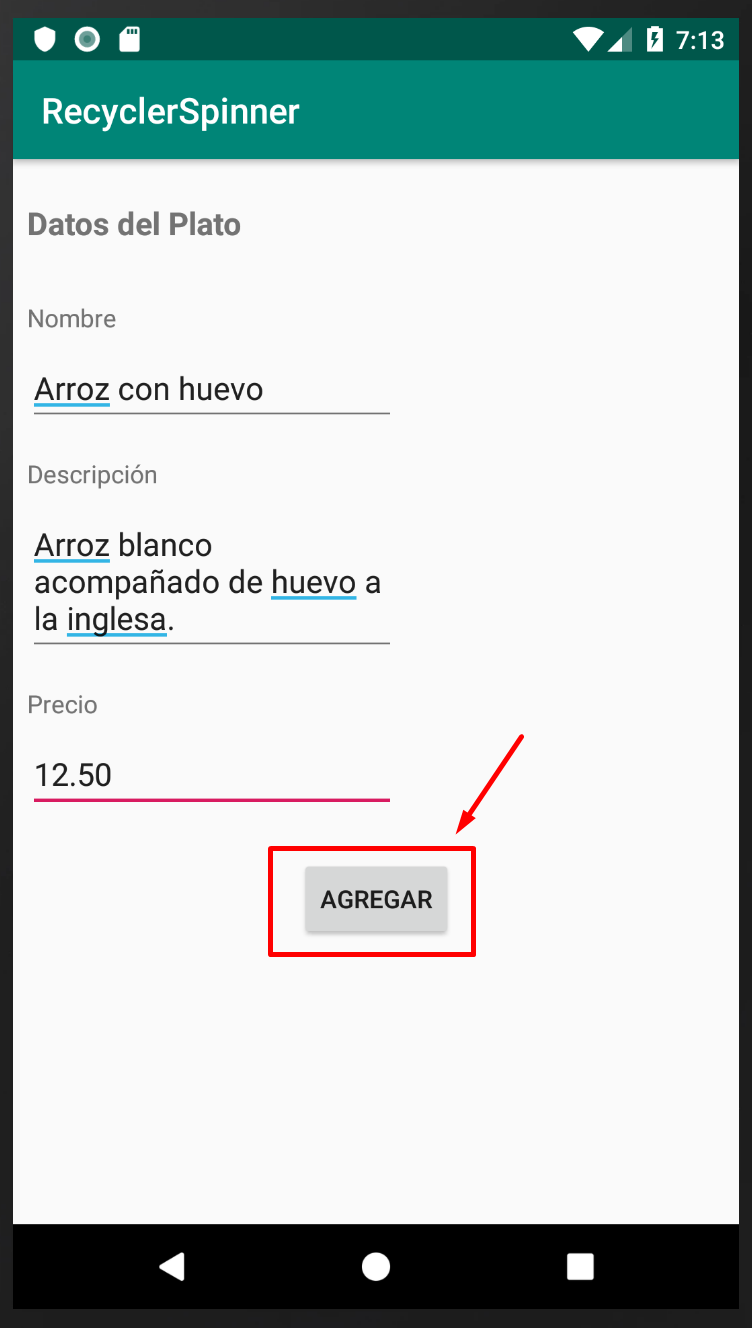 7:13
RecyclerSpinner
Datos del Plato
Nombre
Arroz con huevo
Descripción
Arroz blanco
acompañado de huevo a
la inglesa.
Precio
12.50
AGREGAR